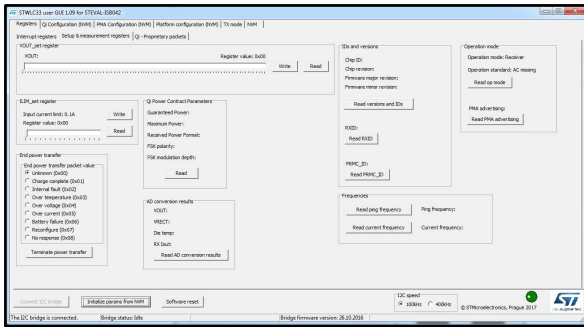 STWLC33 user GUI 1.09 for STEVAL-ISB042
Registers Qi Configuration (NVM) PMA Configuration (NVM) Platform configuration (NVM) TX mode NVM
Interrupt registers Setup & measurement registers Qi - Proprietary packets
VOUT_set register
VOUT: Register value: 0x00
Write Read
ILIM_set register
Input current limit: 0.1A Write
Register value: 0x00
Read
Qi Power Contract Parameters
Guaranteed Power:
Maximum Power:
Received Power Format:
FSK polarity:
FSK modulation depth:
Read
End power transfer
End power transfer packet value
Unknown (0x00)
Charge complete (0x01)
Internal fault (0x02)
Over temperature (0x03)
Over voltage (0x04)
Over current (0x05)
Battery failure (0x06)
Reconfigure (0x07)
No response (0x08)
Terminate power transfer
AD conversion results
VOUT:
VRECT:
Die temp:
RX Iout:
Read AD conversion results
IDs and versions
Chip ID:
Chip revision:
Firmware major revision:
Firmware minor revision:
Read versions and IDs
RXID:
Read RXID
PRMC_ID:
Read PRMC_ID
Operation mode
Operation mode: Receiver
Operation standard: AC missing
Read op mode
PMA advertising:
Read PMA advertising
Frequencies
Read ping frequency Ping frequency:
Read current frequency Current frequency:
Connect I2C bridge Initialize params from NVM Software reset
I2C speed
100kHz 400kHz
© STMicroelectronics, Prague 2017
ST
life.augmented
The I2C bridge is connected. Bridge status: Idle Bridge firmware version: 26.10.2016